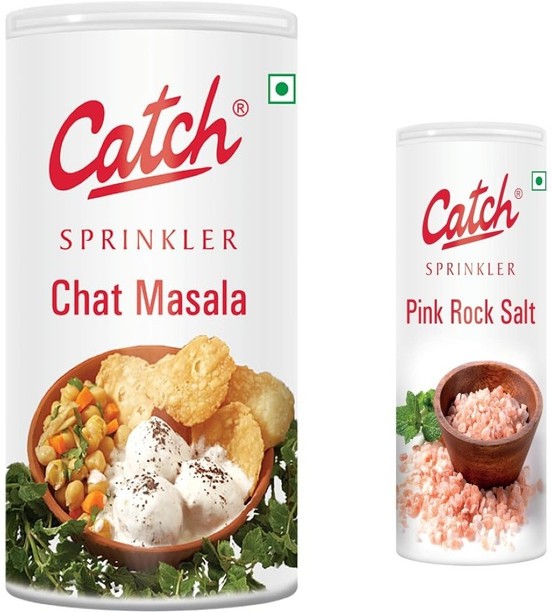 Catch®
SPRINKLER
Chat Masala
Catch®
SPRINKLER
Pink Rock Salt